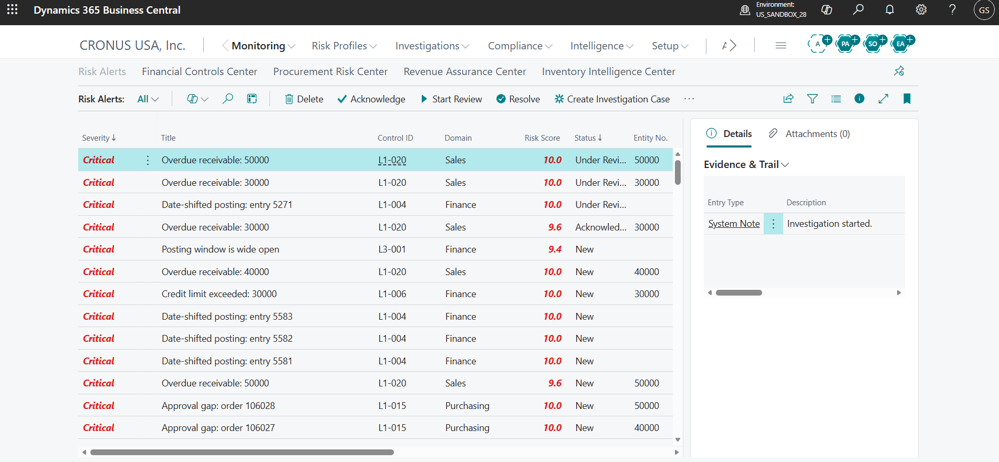 Dynamics 365 Business Central
Environment:
US_SANDBOX_28
GS
CRONUS USA, Inc.
Monitoring Risk Profiles Investigations Compliance Intelligence Setup
A PA SO EA
Risk Alerts Financial Controls Center Procurement Risk Center Revenue Assurance Center Inventory Intelligence Center
Risk Alerts: All Delete Acknowledge Start Review Resolve Create Investigation Case ...
Severity↓ Title Control ID Domain Risk Score Status↓ Entity No.
Critical Overdue receivable: 50000 L1-020 Sales 10.0 Under Revi... 50000
Critical Overdue receivable: 30000 L1-020 Sales 10.0 Under Revi... 30000
Critical Date-shifted posting: entry 5271 L1-004 Finance 10.0 Under Revi...
Critical Overdue receivable: 30000 L1-020 Sales 9.6 Acknowled... 30000
Critical Posting window is wide open L3-001 Finance 9.4 New
Critical Overdue receivable: 40000 L1-020 Sales 10.0 New 40000
Critical Credit limit exceeded: 30000 L1-006 Finance 10.0 New 30000
Critical Date-shifted posting: entry 5583 L1-004 Finance 10.0 New
Critical Date-shifted posting: entry 5582 L1-004 Finance 10.0 New
Critical Date-shifted posting: entry 5581 L1-004 Finance 10.0 New
Critical Overdue receivable: 50000 L1-020 Sales 9.6 New 50000
Critical Approval gap: order 106028 L1-015 Purchasing 10.0 New 50000
Critical Approval gap: order 106027 L1-015 Purchasing 10.0 New 40000
Details Attachments (0)
Evidence & Trail
Entry Type Description
System Note Investigation started.